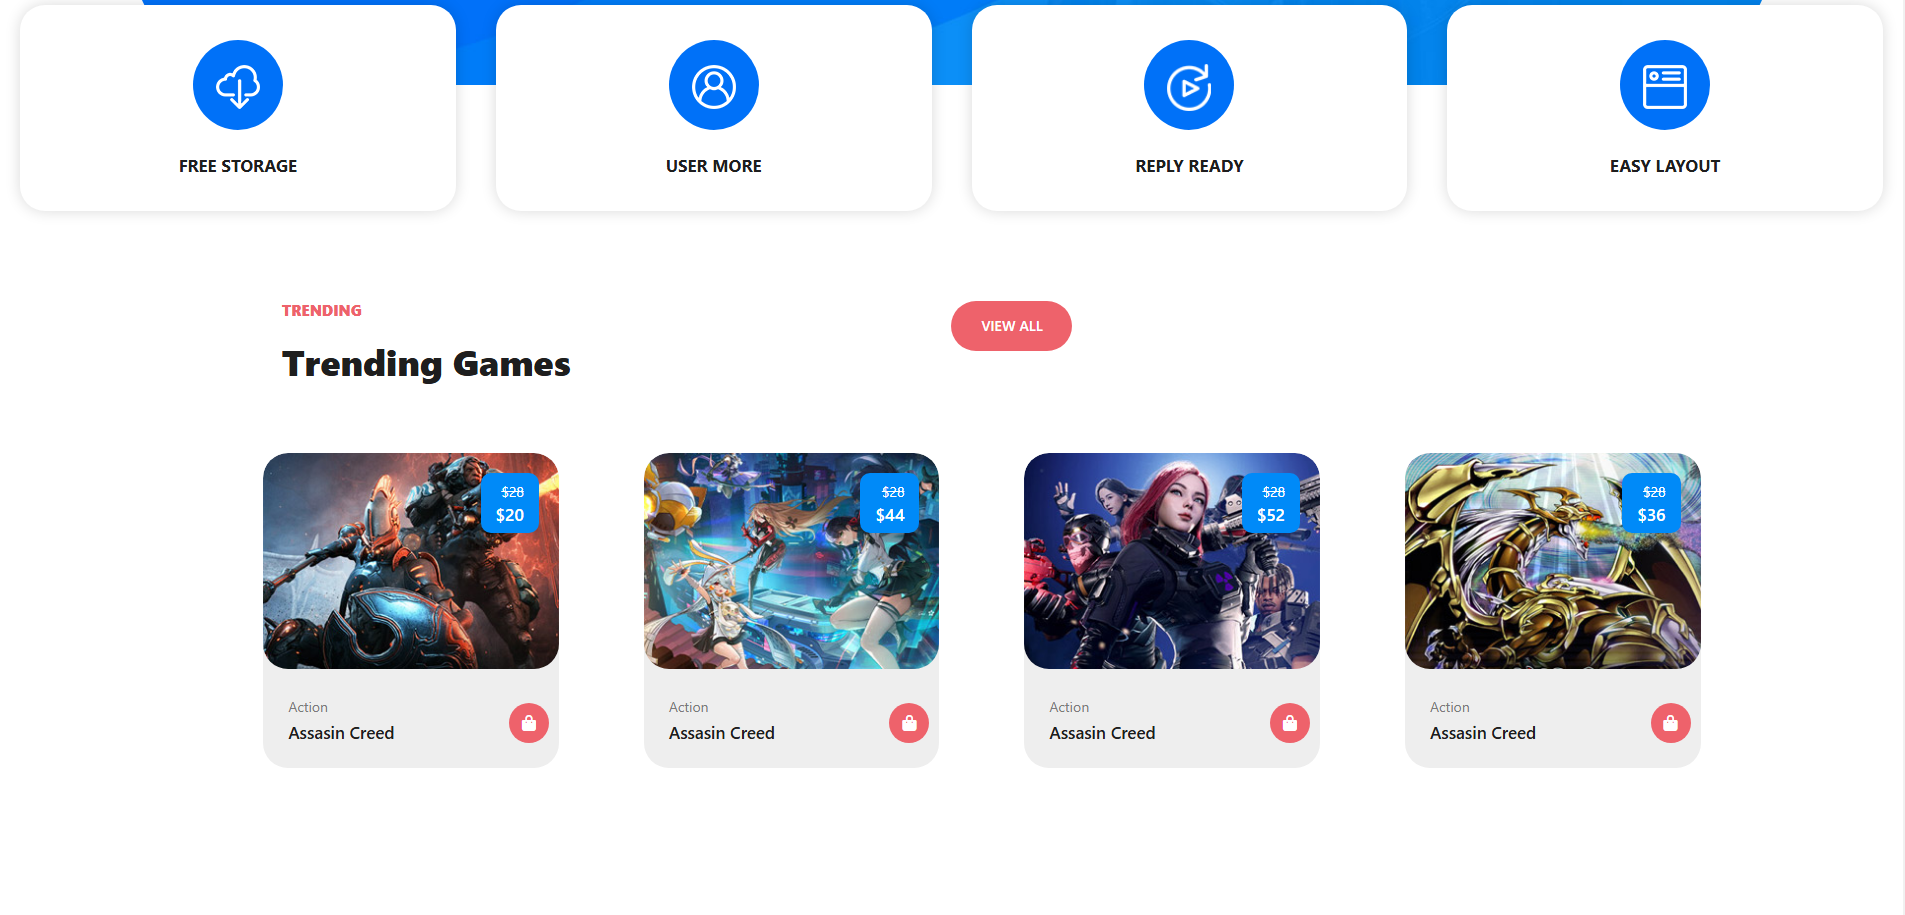 FREE STORAGE
USER MORE
REPLY READY
EASY LAYOUT
TRENDING
VIEW ALL
Trending Games
$28
$20
$28
$44
$28
$52
$28
$36
Action
Assasin Creed
Action
Assasin Creed
Action
Assasin Creed
Action
Assasin Creed